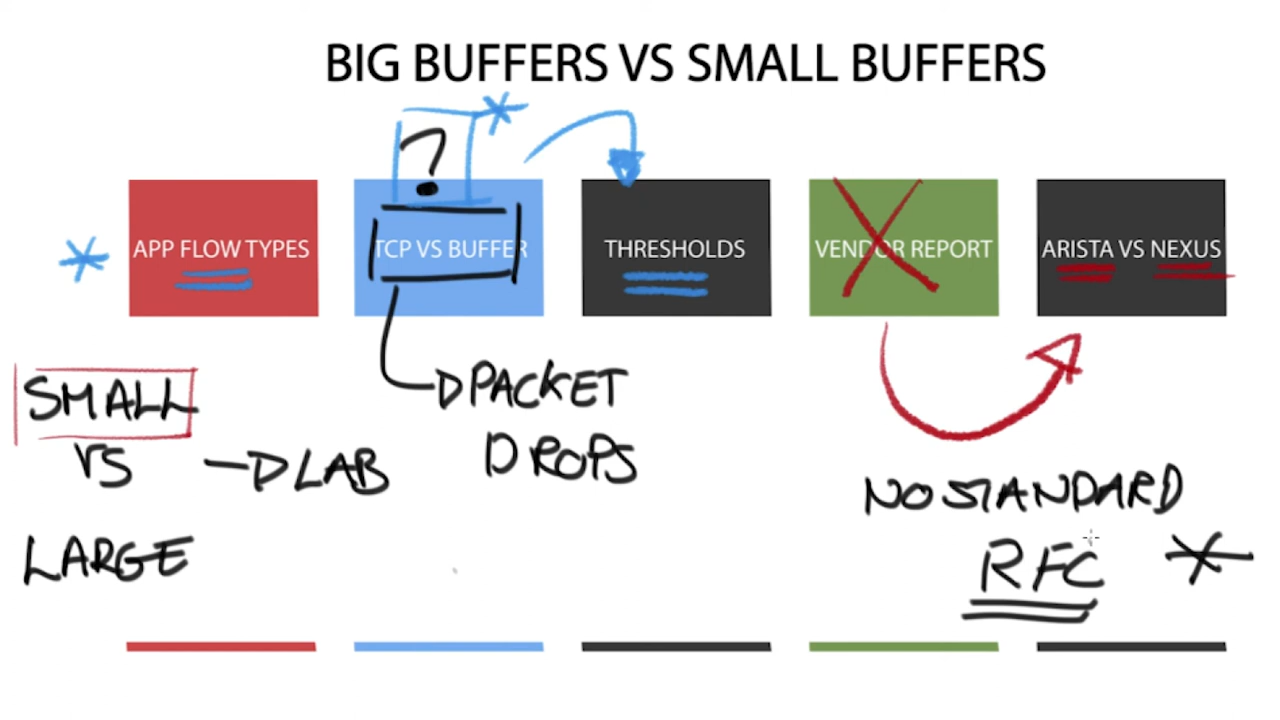 BIG BUFFERS VS SMALL BUFFERS
?
APP FLOW TYPES
TCP VS BUFFER
THRESHOLDS
VENDOR REPORT
ARISTA VS NEXUS
SMALL
VS
LAB
LARGE
PACKET
DROPS
NO STANDARD
RFC